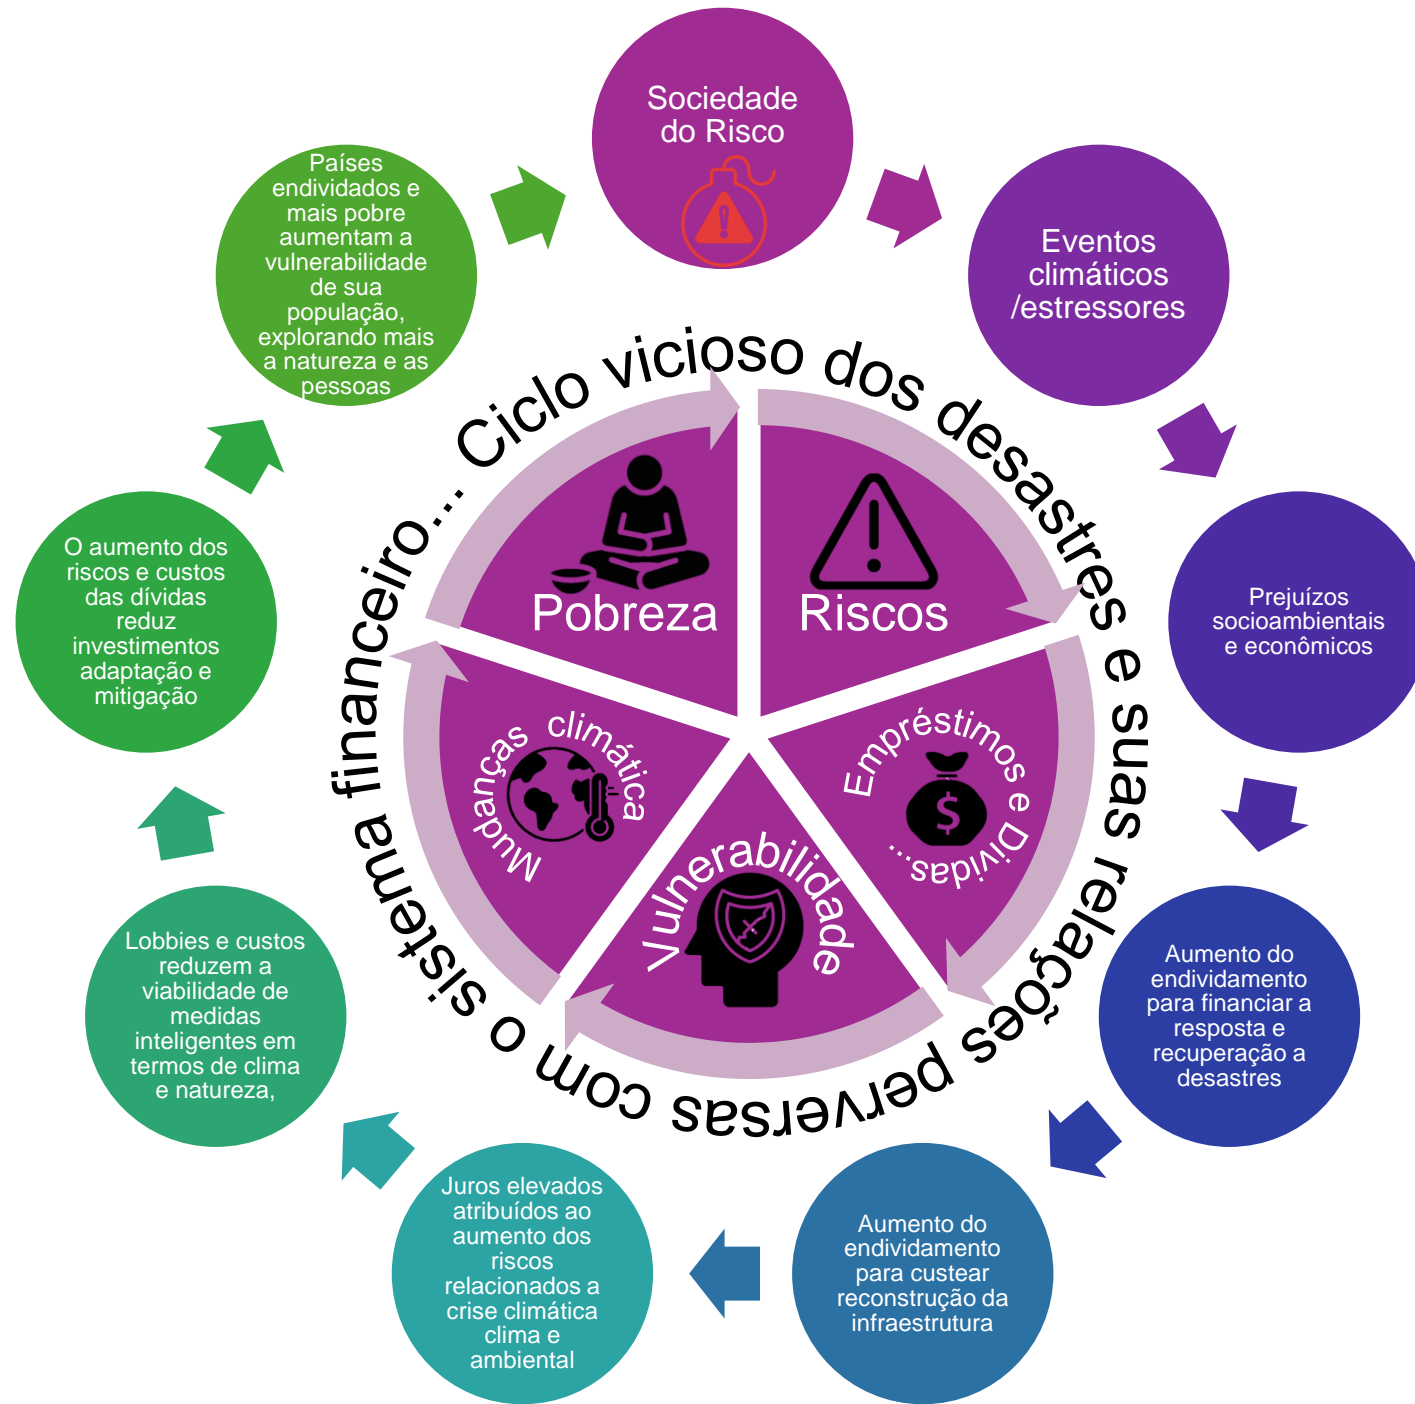 Sociedade
do Risco
Eventos
climáticos
/estressores
Prejuízos
socioambientais
e econômicos
Aumento do
endividamento
para financiar a
resposta e
recuperação a
desastres
Aumento do
endividamento
para custear
reconstrução da
infraestrutura
Juros elevados
atribuídos ao
aumento dos
riscos
relacionados a
crise climática
clima e
ambiental
Lobbies e custos
reduzem a
viabilidade de
medidas
inteligentes em
termos de clima
e natureza,
O aumento dos
riscos e custos
das dívidas
reduz
investimentos
adaptação e
mitigação
Países
endividados e
mais pobre
aumentam a
vulnerabilidade
de sua
população,
explorando mais
a natureza e as
pessoas
Ciclo vicioso dos desastres e suas relações perversas com o sistema financeiro...
Riscos
Empréstimos e Dívidas...
$
Vulnerabilidade
Mudanças climática
Pobreza